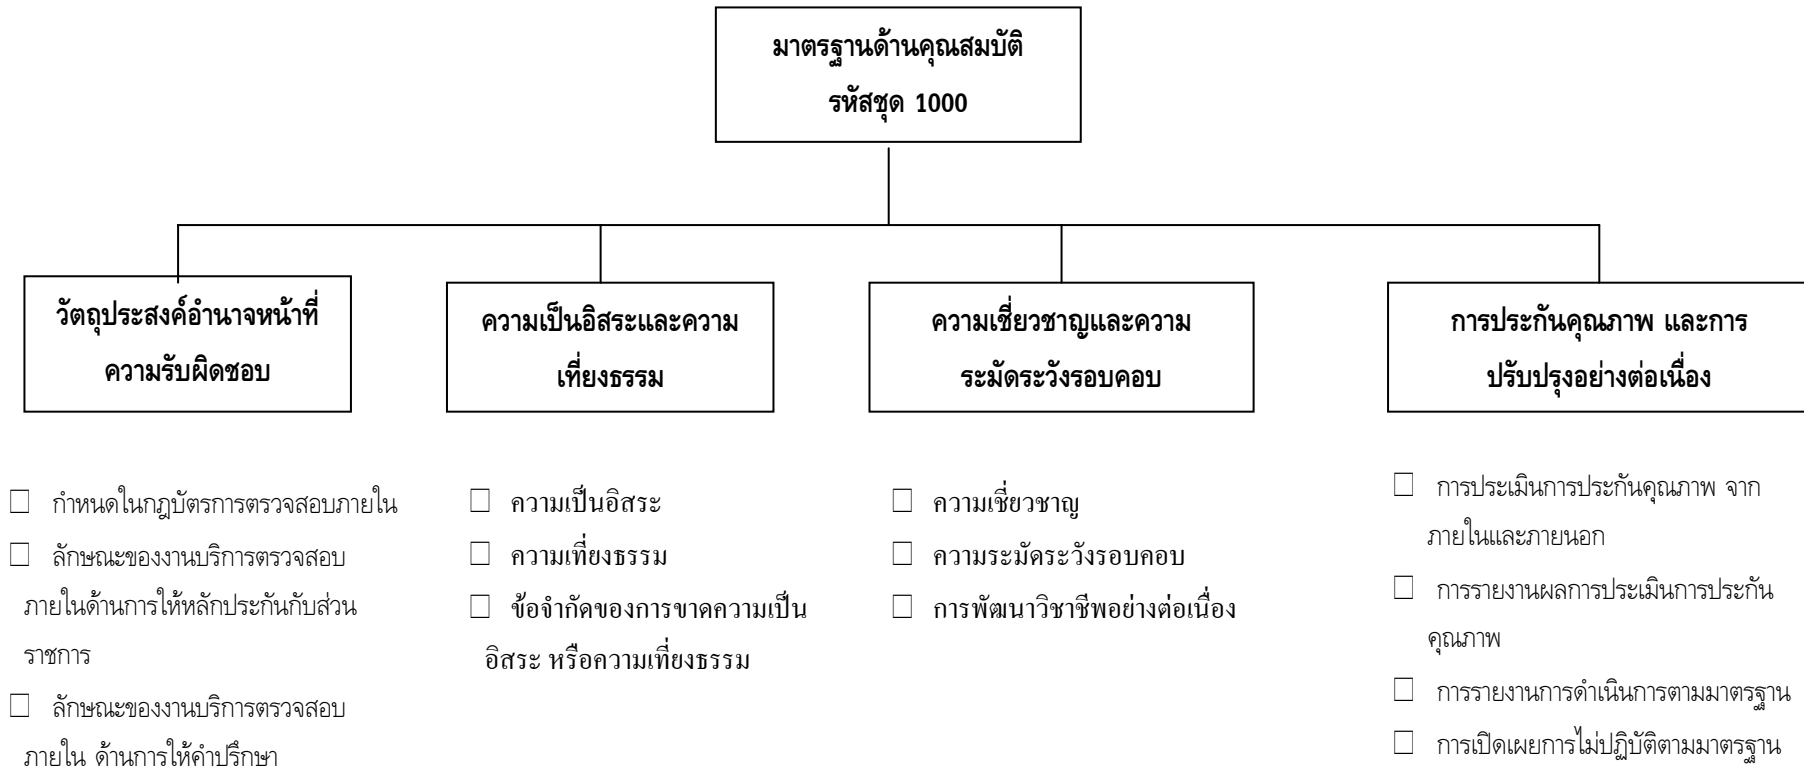 มาตรฐานด้านคุณสมบัติ
รหัสชุด 1000
วัตถุประสงค์อำนาจหน้าที่
ความรับผิดชอบ
ความเป็นอิสระและความ
เที่ยงธรรม
ความเชี่ยวชาญและความ
ระมัดระวังรอบคอบ
การประกันคุณภาพ และการ
ปรับปรุงอย่างต่อเนื่อง
□ กำหนดในกฎบัตรการตรวจสอบภายใน
□ ลักษณะของงานบริการตรวจสอบ
ภายในด้านการให้หลักประกันกับส่วน
ราชการ
□ ลักษณะของงานบริการตรวจสอบ
ภายใน ด้านการให้คำปรึกษา
□ ความเป็นอิสระ
□ ความเที่ยงธรรม
□ ข้อจำกัดของการขาดความเป็น
อิสระ หรือความเที่ยงธรรม
□ ความเชี่ยวชาญ
□ ความระมัดระวังรอบคอบ
□ การพัฒนาวิชาชีพอย่างต่อเนื่อง
□ การประเมินการประกันคุณภาพ จาก
ภายในและภายนอก
□ การรายงานผลการประเมินการประกัน
คุณภาพ
□ การรายงานการดำเนินการตามมาตรฐาน
□ การเปิดเผยการไม่ปฏิบัติตามมาตรฐาน